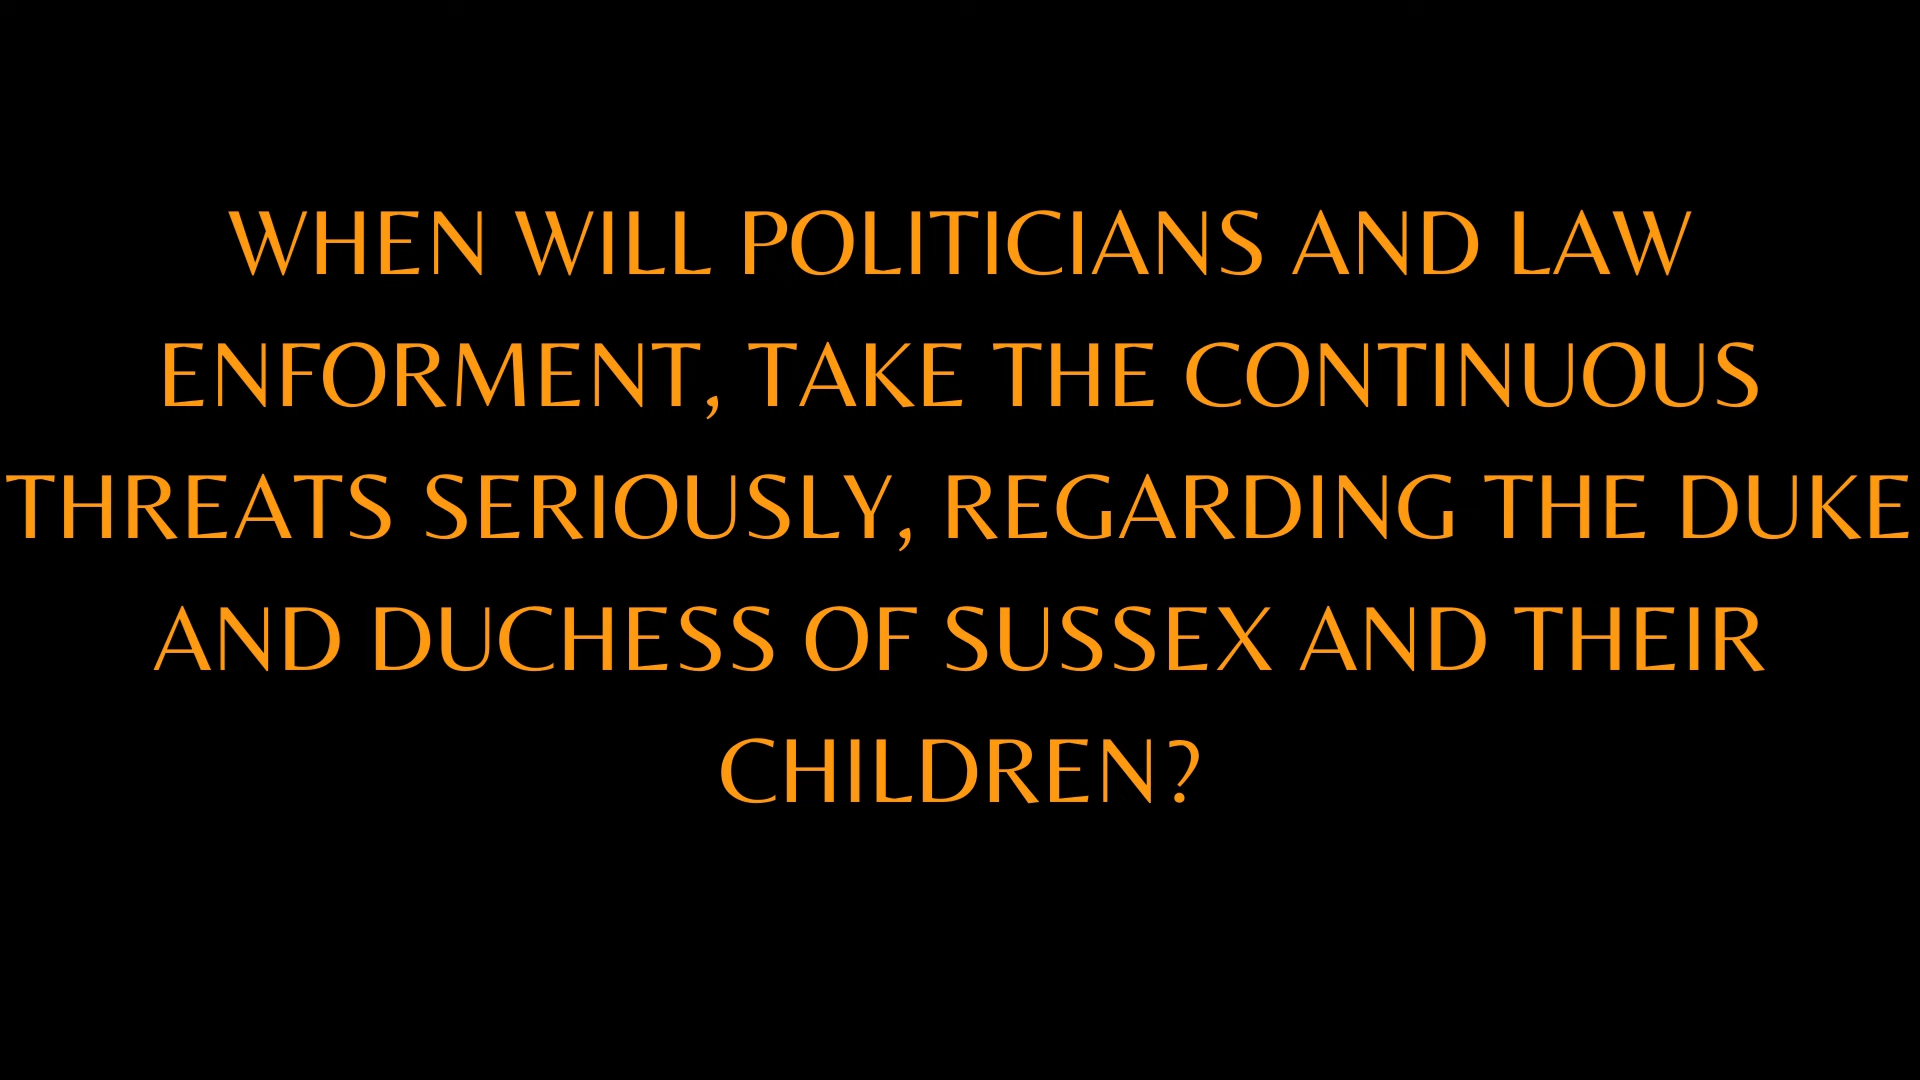 WHEN WILL POLITICIANS AND LAW
ENFORMENT, TAKE THE CONTINUOUS
THREATS SERIOUSLY, REGARDING THE DUKE
AND DUCHESS OF SUSSEX AND THEIR
CHILDREN?